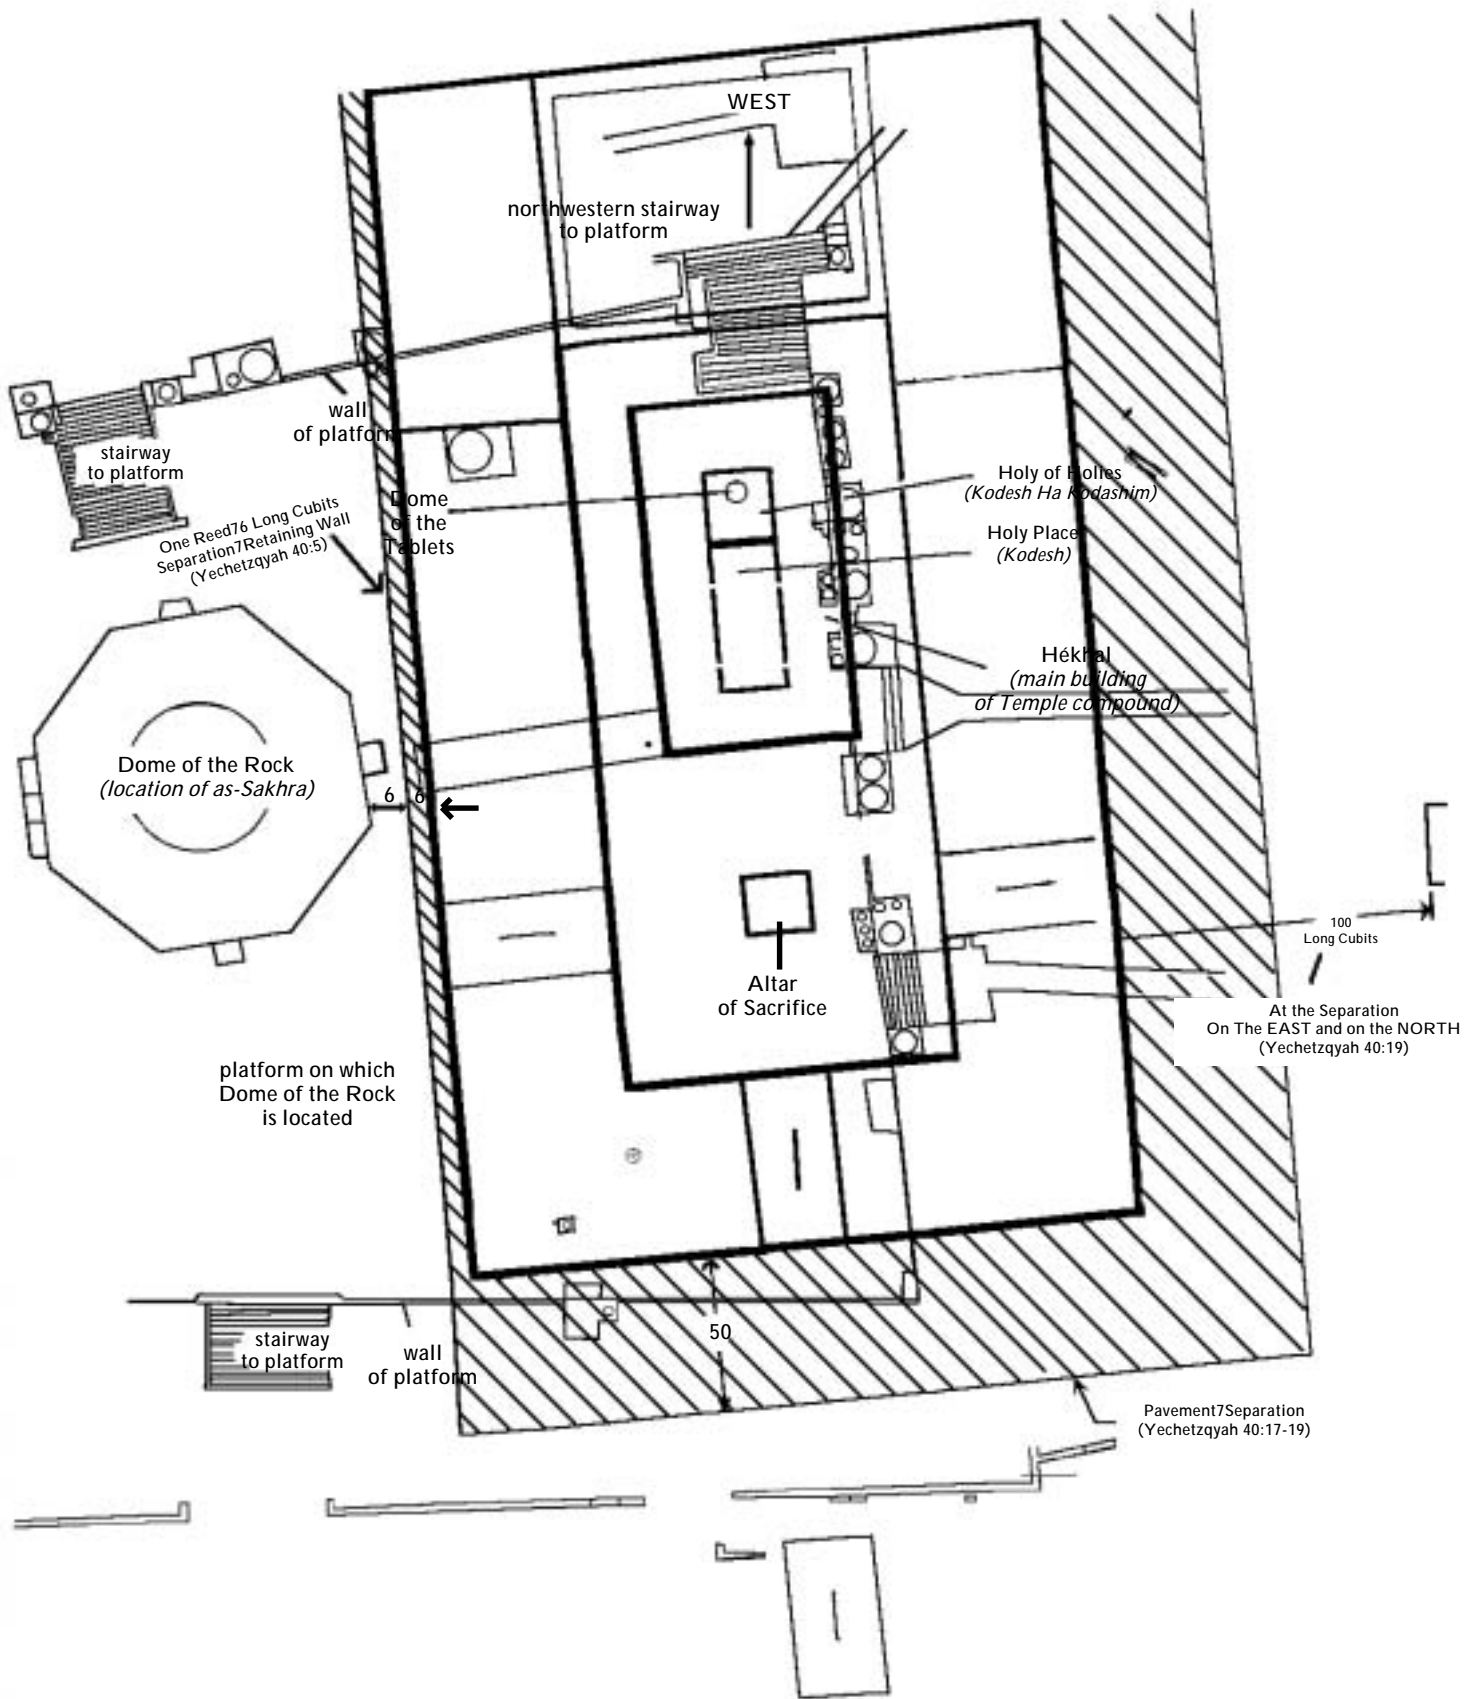 WEST
northwestern stairway
to platform
wall
of platform
stairway
to platform
One Reed76 Long Cubits
Separation7Retaining Wall
(Yechetzqyah 40:5)
Dome
of the
Tablets
Holy of Holies
(Kodesh Ha Kodashim)
Holy Place
(Kodesh)
Hékhal
(main building
of Temple compound)
Dome of the Rock
(location of as-Sakhra)
6
6
100
Long Cubits
Altar
of Sacrifice
At the Separation
On The EAST and on the NORTH
(Yechetzqyah 40:19)
platform on which
Dome of the Rock
is located
50
stairway
to platform
wall
of platform
Pavement7Separation
(Yechetzqyah 40:17-19)